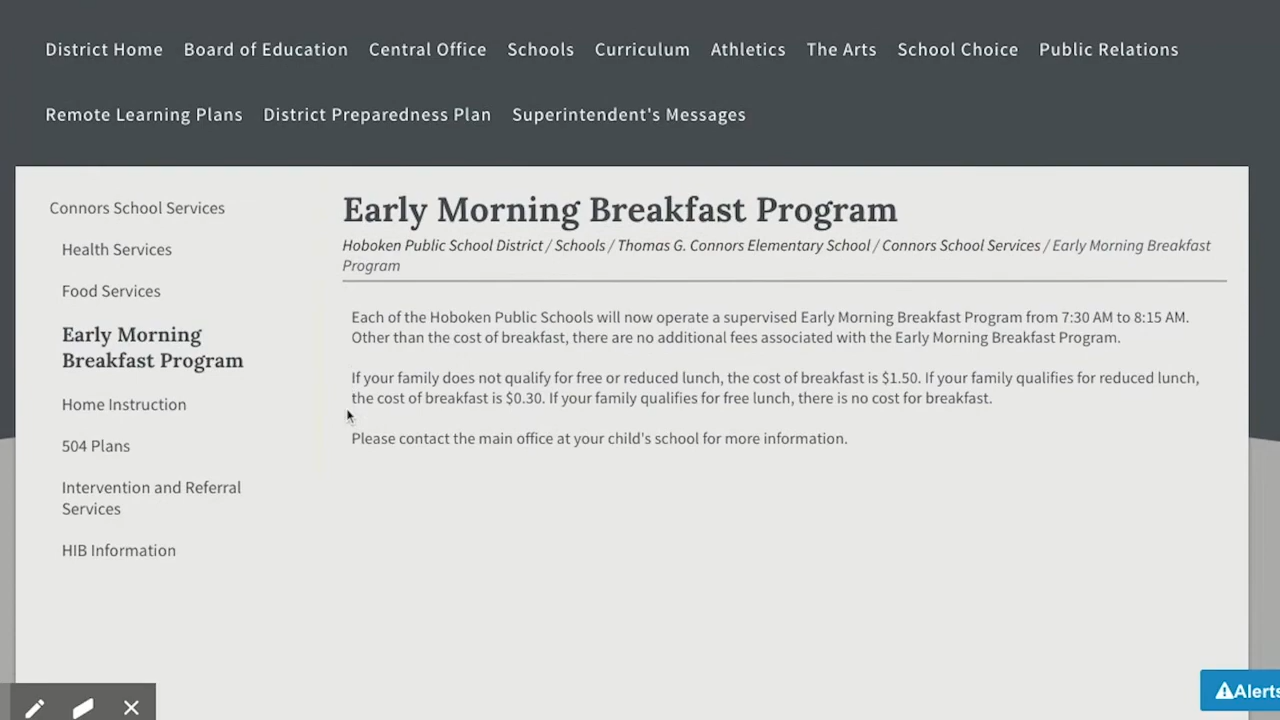 District Home Board of Education Central Office Schools Curriculum Athletics The Arts School Choice Public Relations
Remote Learning Plans District Preparedness Plan Superintendent's Messages
Connors School Services
Health Services
Food Services
Early Morning
Breakfast Program
Home Instruction
504 Plans
Intervention and Referral
Services
HIB Information
Early Morning Breakfast Program
Hoboken Public School District / Schools / Thomas G. Connors Elementary School / Connors School Services / Early Morning Breakfast
Program
Each of the Hoboken Public Schools will now operate a supervised Early Morning Breakfast Program from 7:30 AM to 8:15 AM.
Other than the cost of breakfast, there are no additional fees associated with the Early Morning Breakfast Program.
If your family does not qualify for free or reduced lunch, the cost of breakfast is $1.50. If your family qualifies for reduced lunch,
the cost of breakfast is $0.30. If your family qualifies for free lunch, there is no cost for breakfast.
Please contact the main office at your child's school for more information.
Alerts